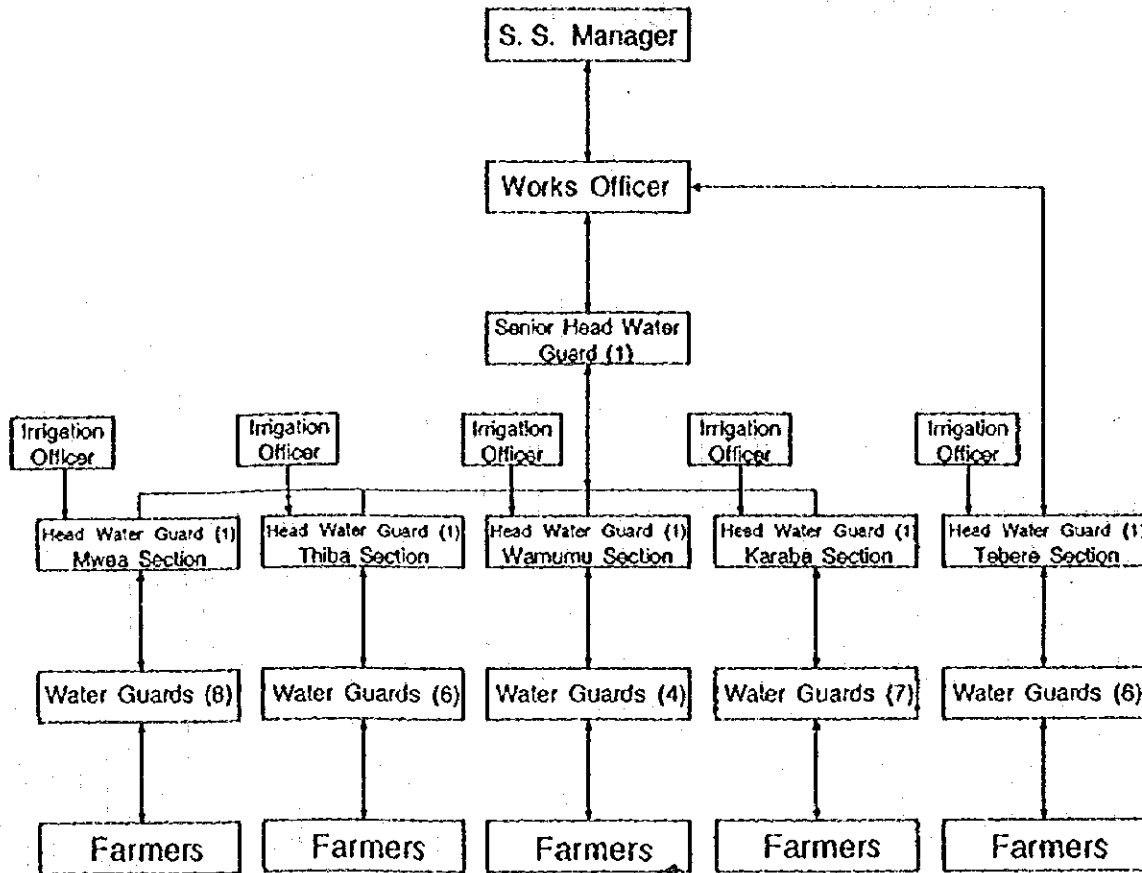 S. S. Manager
Works Officer
Senior Head Water
Guard (1)
Irrigation
Officer
Irrigation
Officer
Irrigation
Officer
Irrigation
Officer
Irrigation
Officer
Head Water Guard (1)
Mwea Section
Head Water Guard (1)
Thiba Section
Head Water Guard (1)
Wamumu Section
Head Water Guard (1)
Karaba Section
Head Water Guard (1)
Tebere Section
Water Guards (8)
Water Guards (6)
Water Guards (4)
Water Guards (7)
Water Guards (6)
Farmers
Farmers
Farmers
Farmers
Farmers